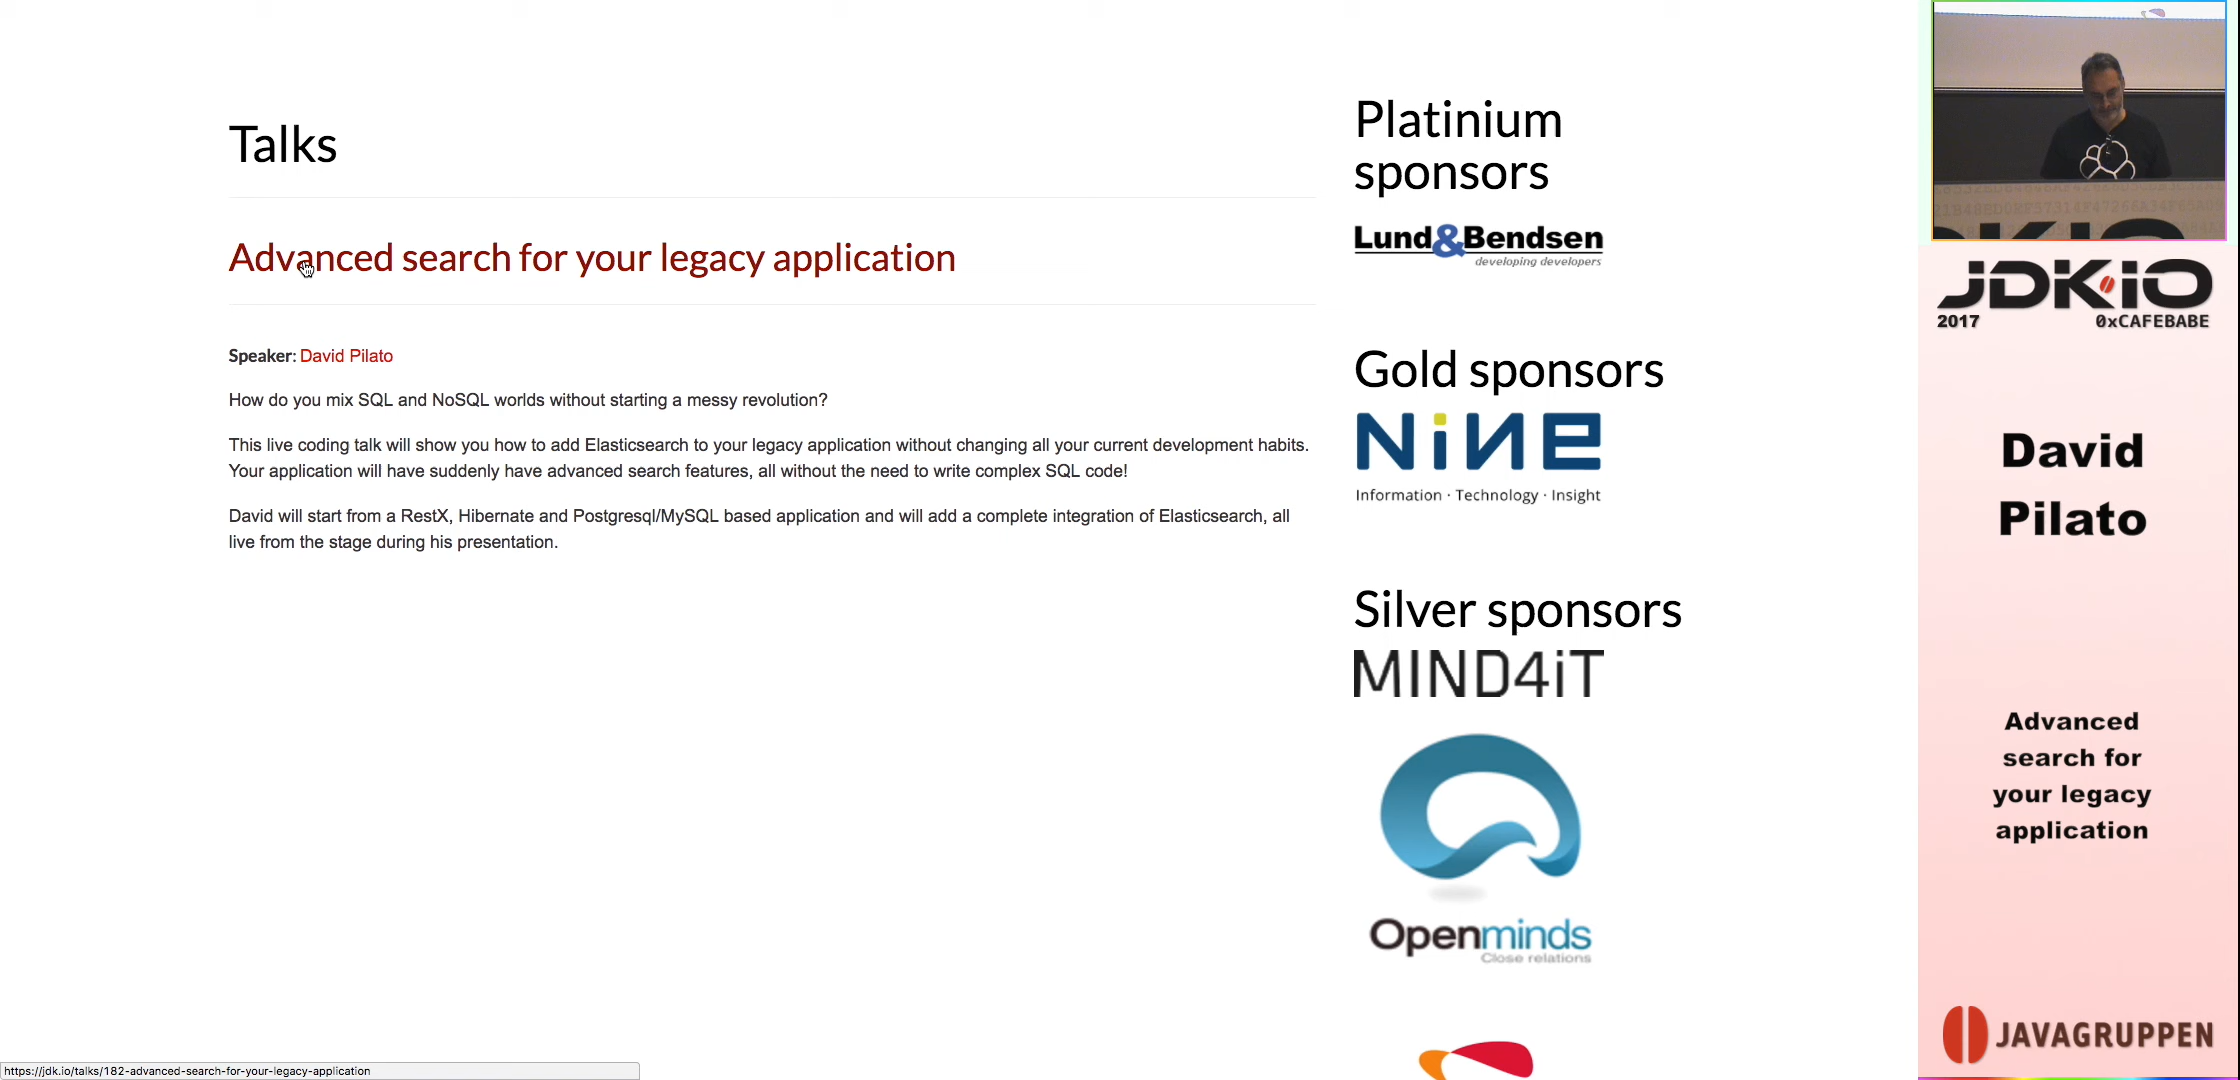 Talks
Advanced search for your legacy application
Speaker: David Pilato
How do you mix SQL and NoSQL worlds without starting a messy revolution?
This live coding talk will show you how to add Elasticsearch to your legacy application without changing all your current development habits.
Your application will have suddenly have advanced search features, all without the need to write complex SQL code!
David will start from a RestX, Hibernate and Postgresql/MySQL based application and will add a complete integration of Elasticsearch, all
live from the stage during his presentation.
Platinium
sponsors
Lund&Bendsen
developing developers
Gold sponsors
NiNe
Information · Technology · Insight
Silver sponsors
MIND4iT
Openminds
Close relations
https://jdk.io/talks/182-advanced-search-for-your-legacy-application
JDK.iO
2017 0xCAFEBABE
David
Pilato
Advanced
search for
your legacy
application
JAVAGRUPPEN